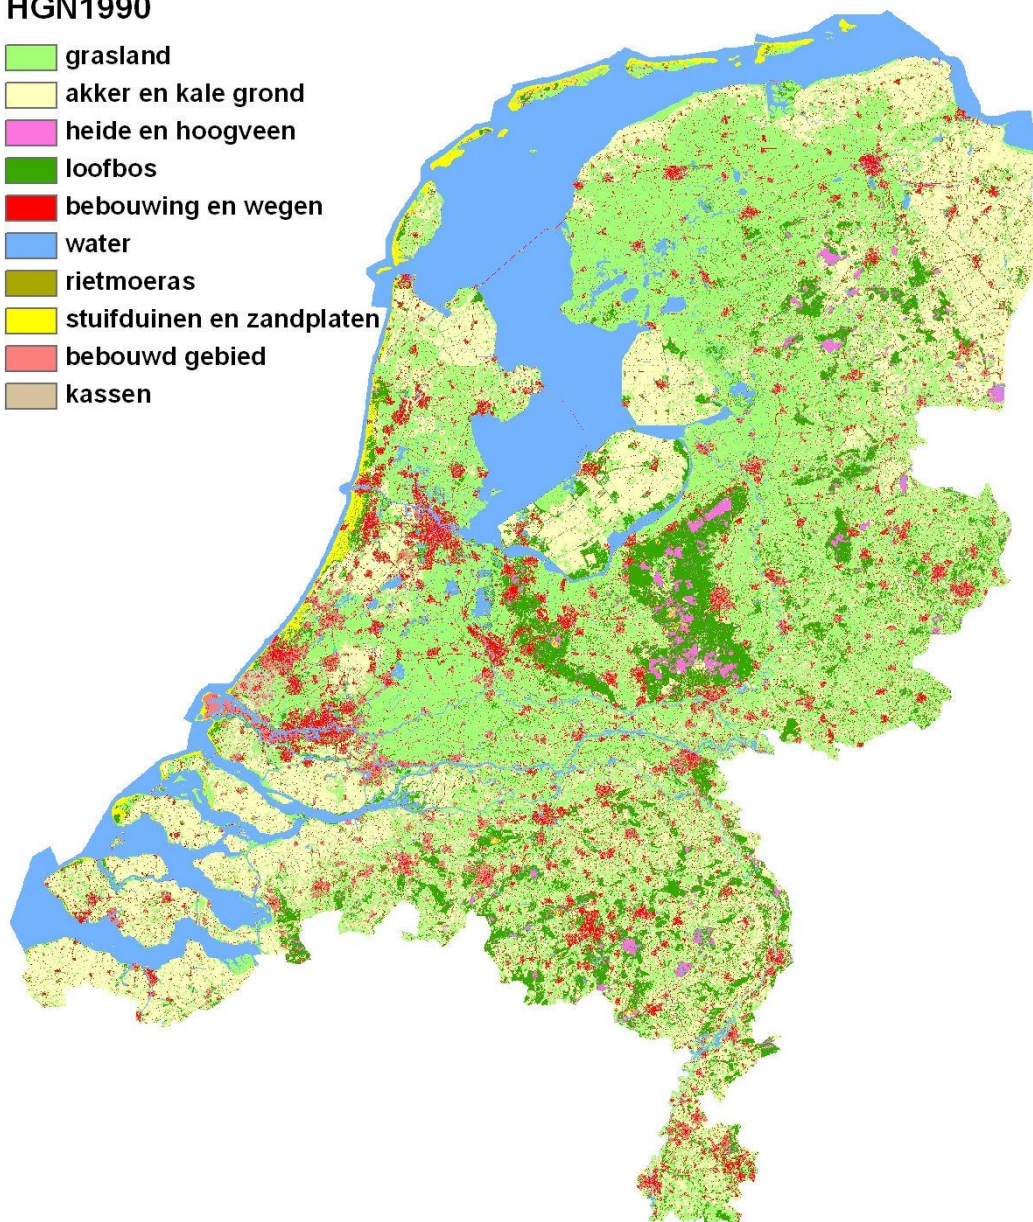 HGN1990
grasland
akker en kale grond
heide en hoogveen
loofbos
bebouwing en wegen
water
rietmoeras
stuifduinen en zandplaten
bebouwd gebied
kassen